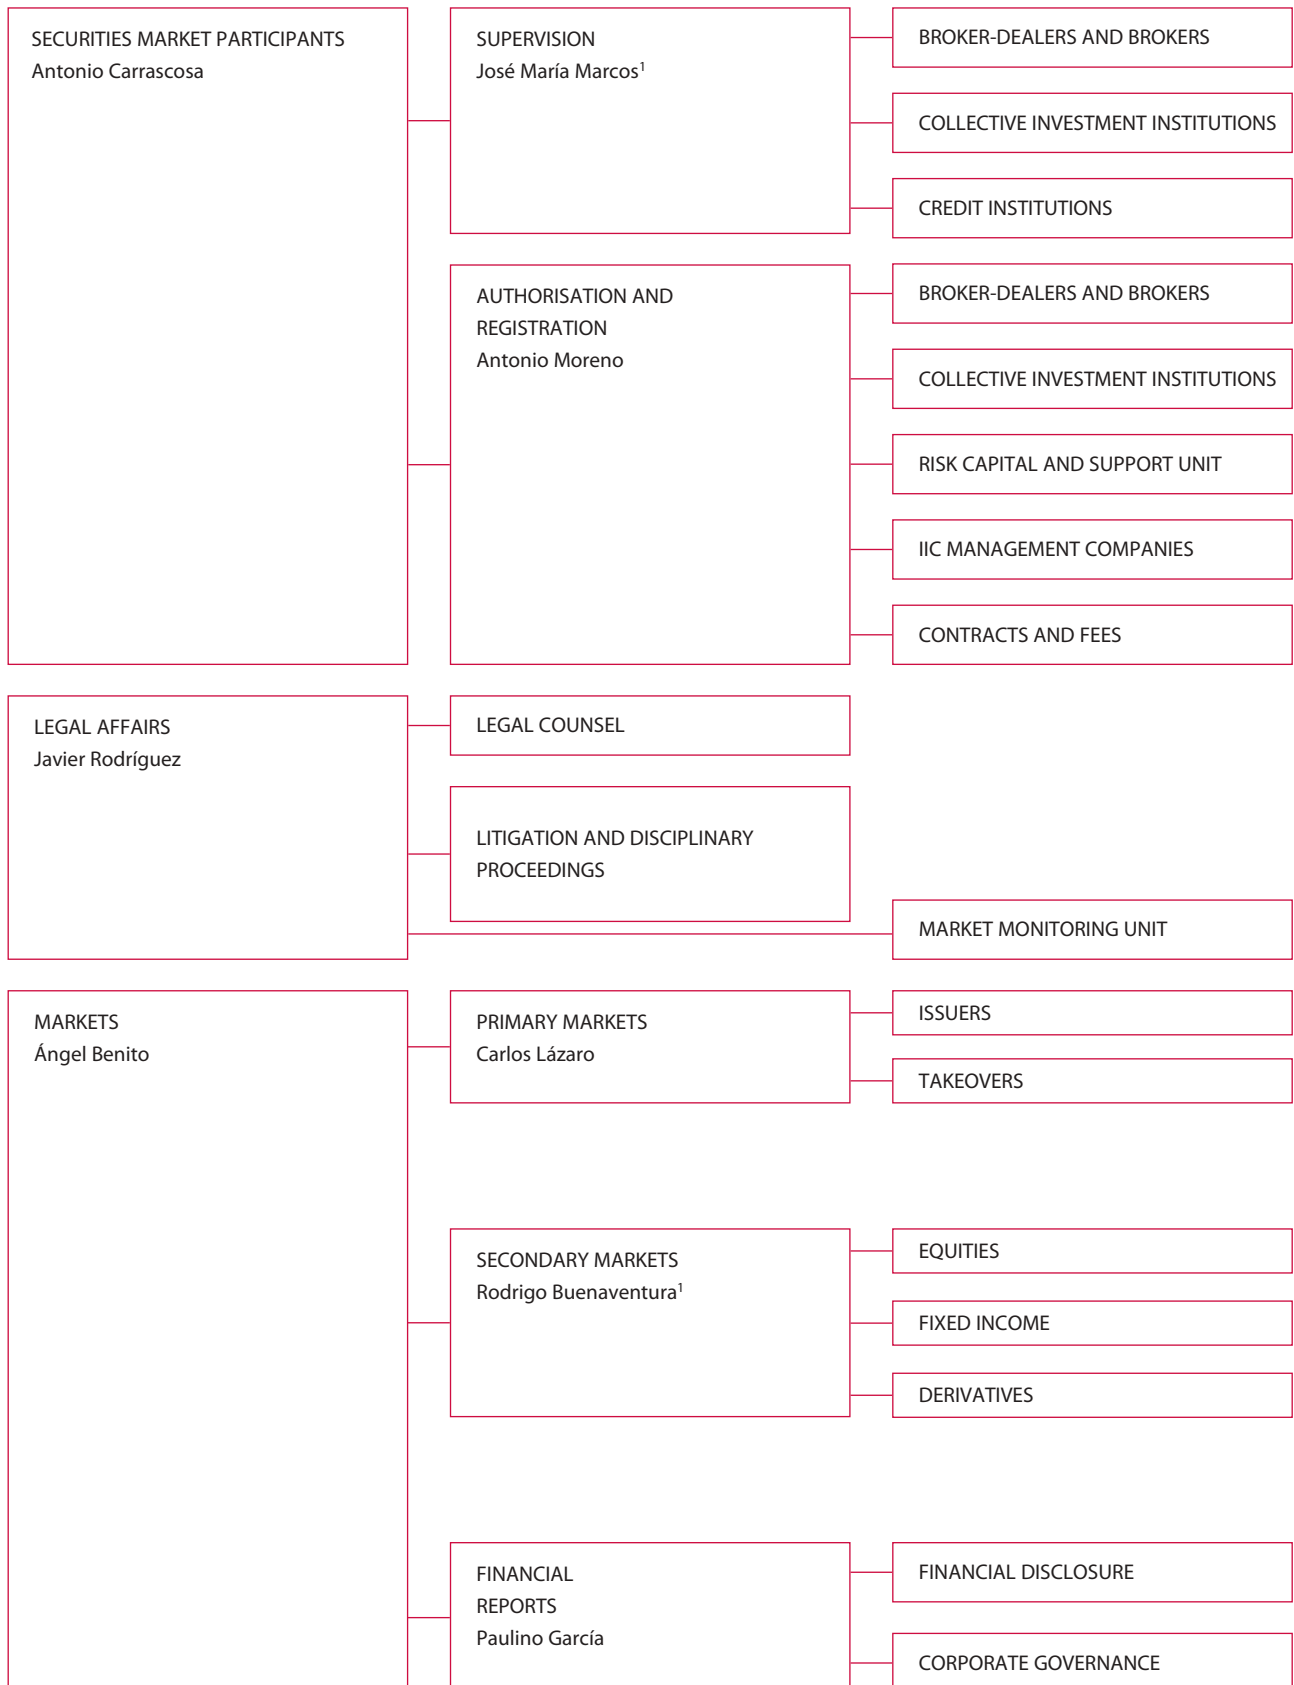 SECURITIES MARKET PARTICIPANTS
Antonio Carrascosa
SUPERVISION
José María Marcos¹
BROKER-DEALERS AND BROKERS
COLLECTIVE INVESTMENT INSTITUTIONS
CREDIT INSTITUTIONS
AUTHORISATION AND
REGISTRATION
Antonio Moreno
BROKER-DEALERS AND BROKERS
COLLECTIVE INVESTMENT INSTITUTIONS
RISK CAPITAL AND SUPPORT UNIT
IIC MANAGEMENT COMPANIES
CONTRACTS AND FEES
LEGAL AFFAIRS
Javier Rodríguez
LEGAL COUNSEL
LITIGATION AND DISCIPLINARY
PROCEEDINGS
MARKET MONITORING UNIT
MARKETS
Ángel Benito
PRIMARY MARKETS
Carlos Lázaro
ISSUERS
TAKEOVERS
SECONDARY MARKETS
Rodrigo Buenaventura¹
EQUITIES
FIXED INCOME
DERIVATIVES
FINANCIAL
REPORTS
Paulino García
FINANCIAL DISCLOSURE
CORPORATE GOVERNANCE